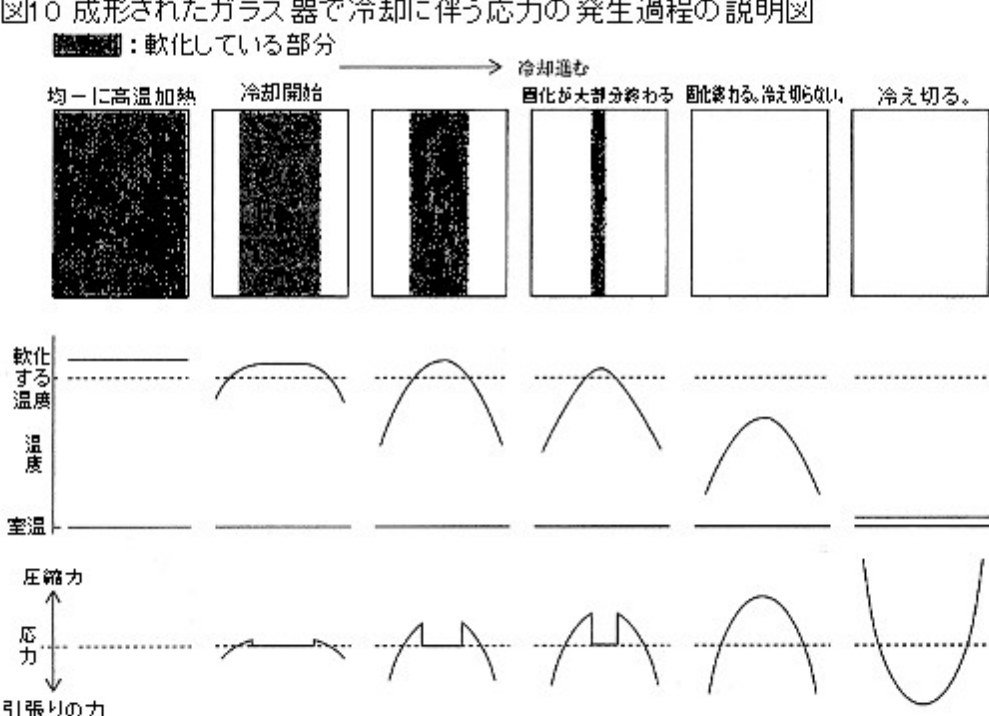 図10 成形されたガラス器で冷却に伴う応力の発生過程の説明図
：軟化している部分
冷却進む
均一に高温加熱
冷却開始
固化が大部分終わる
固化終わる。冷え切らない。
冷え切る。
軟化
する
温度
温度
室温
圧縮力
応力
引張りの力